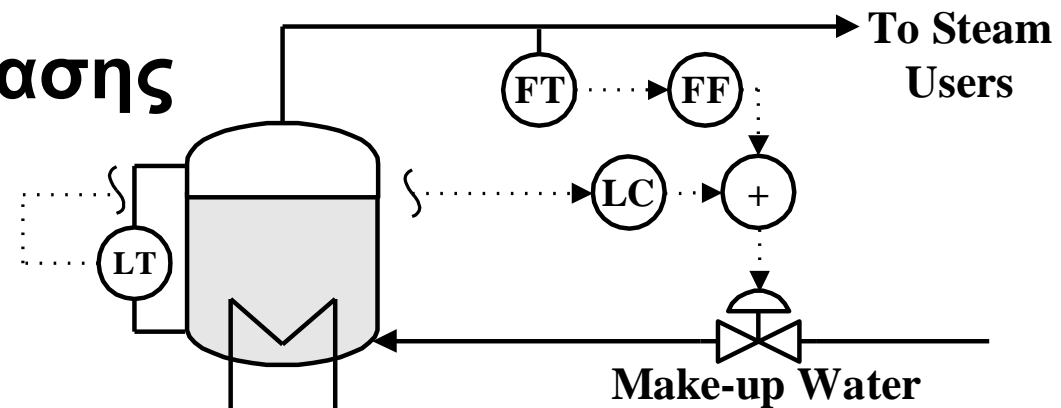 ασης
To Steam
Users
FT
FF
LC
+
LT
Make-up Water